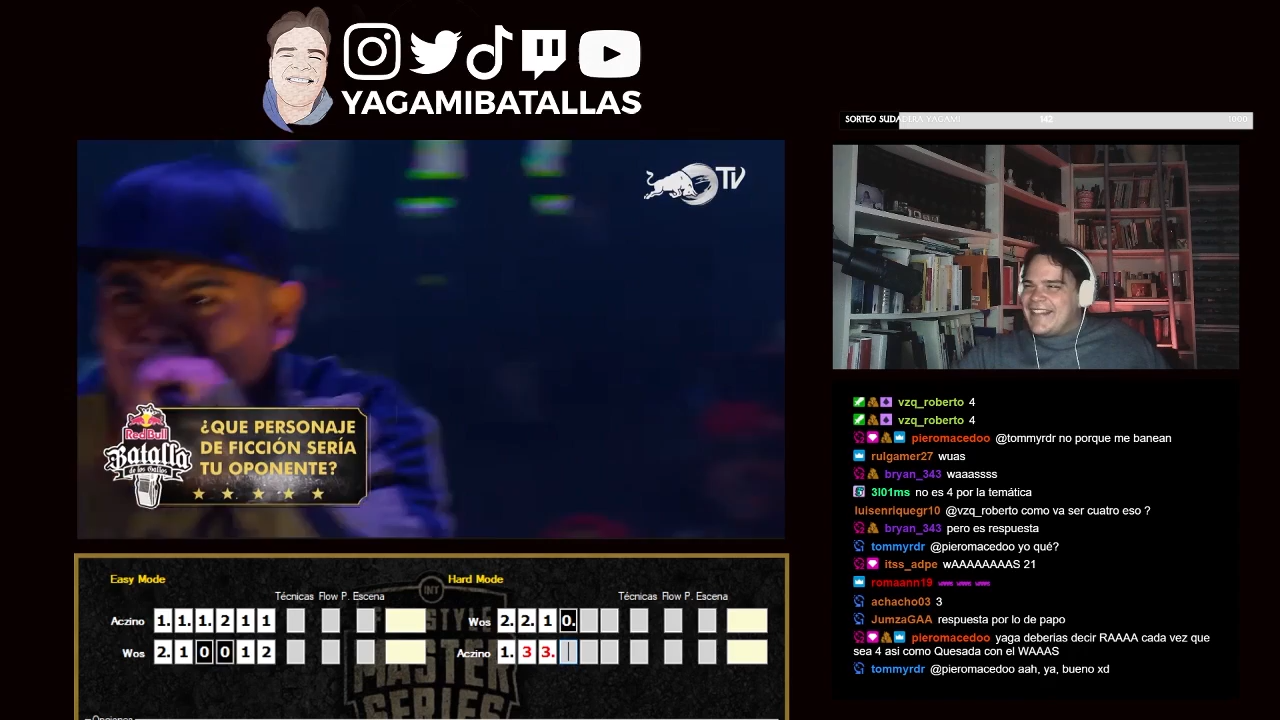 YAGAMIBATALLAS
SORTEO SUDADERA YAGAMI 142 1000
TV
¿QUE PERSONAJE
DE FICCIÓN SERÍA
TU OPONENTE?
Red Bull
Batalla
de los Gallos
vzq_roberto 4
vzq_roberto 4
pieromacedoo @tommyrdr no porque me banean
rulgamer27 wuas
bryan_343 waaassss
3l01ms no es 4 por la temática
luisenriquegr10 @vzq_roberto como va ser cuatro eso ?
bryan_343 pero es respuesta
tommyrdr @pieromacedoo yo qué?
itss_adpe wAAAAAAAAS 21
romaann19
achacho03 3
JumzaGAA respuesta por lo de papo
pieromacedoo yaga deberias decir RAAAA cada vez que
sea 4 asi como Quesada con el WAAAS
tommyrdr @pieromacedoo aah, ya, bueno xd
Easy Mode
Técnicas Flow P. Escena
Aczino 1. 1. 1. 2 1 1
Wos 2. 1 0 0 1 2
Hard Mode
Técnicas Flow P. Escena
Wos 2. 2. 1 0.
Aczino 1. 3 3.
INT
FREESTYLE
MASTER
SERIES
Opciones